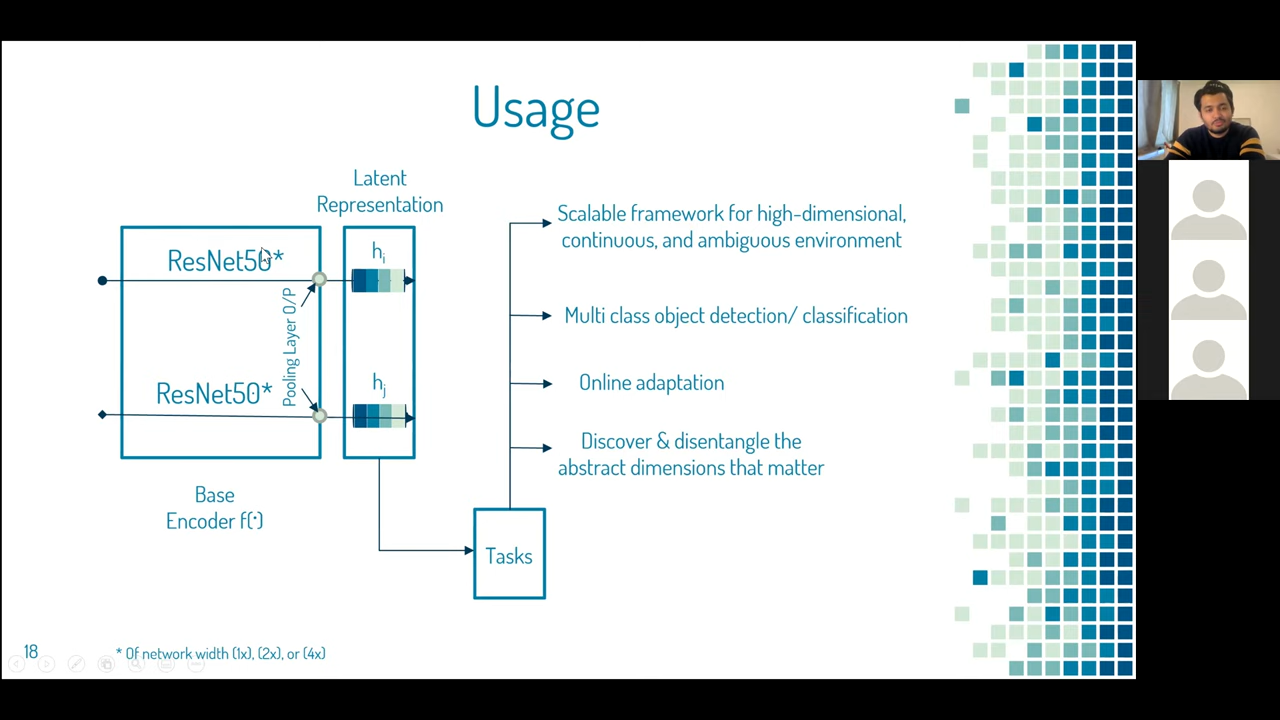 Usage
Latent
Representation
ResNet50*
h_i
Pooling Layer O/P
ResNet50*
h_j
Base
Encoder f(·)
Tasks
Scalable framework for high-dimensional,
continuous, and ambiguous environment
Multi class object detection/ classification
Online adaptation
Discover & disentangle the
abstract dimensions that matter
18
* Of network width (1x), (2x), or (4x)